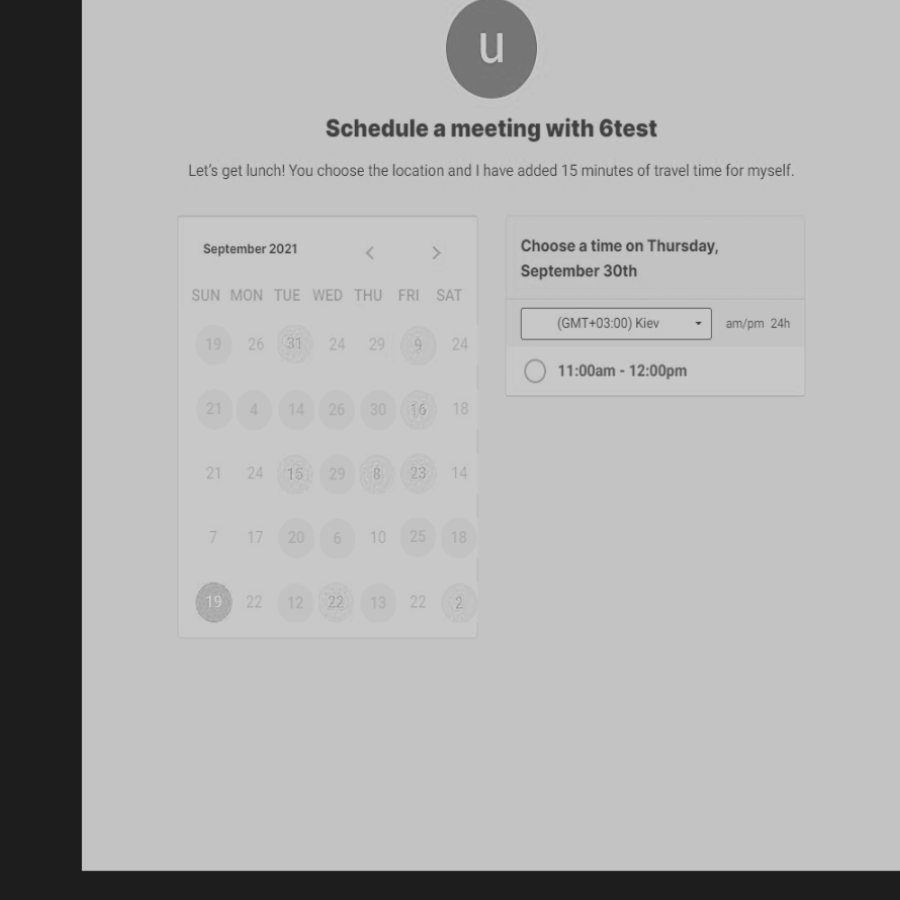 u
Schedule a meeting with 6test
Let's get lunch! You choose the location and I have added 15 minutes of travel time for myself.
September 2021
SUN MON TUE WED THU FRI SAT
19 26 31 24 29 9 24
21 4 14 26 30 16 18
21 24 15 29 8 23 14
7 17 20 6 10 25 18
19 22 12 22 13 22 2
Choose a time on Thursday,
September 30th
(GMT+03:00) Kiev am/pm 24h
11:00am - 12:00pm